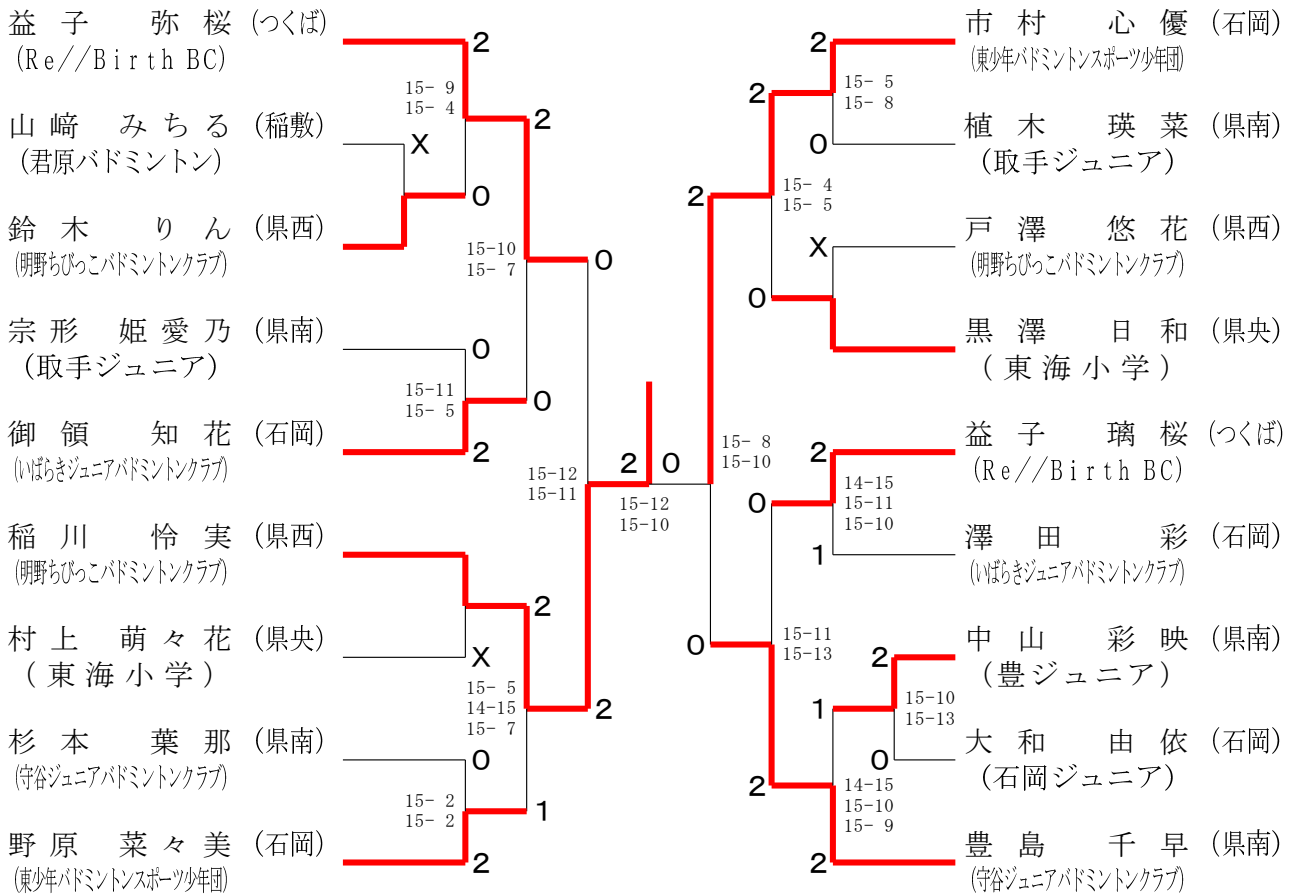 益子 弥桜 (つくば)
(Re//Birth BC)
山﨑 みちる (稲敷)
(君原バドミントン)
鈴木 りん (県西)
(明野ちびっこバドミントンクラブ)
宗形 姫愛乃 (県南)
(取手ジュニア)
御領 知花 (石岡)
(いばらきジュニアバドミントンクラブ)
稲川 怜実 (県西)
(明野ちびっこバドミントンクラブ)
村上 萌々花 (県央)
(東海小学)
杉本 葉那 (県南)
(守谷ジュニアバドミントンクラブ)
野原 菜々美 (石岡)
(東少年バドミントンスポーツ少年団)
2
15- 9
15- 4
2
X
0
15-10
15- 7
0
0
15-11
15- 5
0
2
15-12
15-11
2
X
15- 5
14-15
15- 7
2
0
15- 2
15- 2
1
2
2 0
15-12
15-10
2
15- 5
15- 8
2
0
15- 4
15- 5
2
X
0
15- 8
15-10
2
14-15
15-11
15-10
0
1
15-11
15-13
0
2
15-10
15-13
1
0
14-15
15-10
15- 9
2
2
市村 心優 (石岡)
(東少年バドミントンスポーツ少年団)
植木 瑛菜 (県南)
(取手ジュニア)
戸澤 悠花 (県西)
(明野ちびっこバドミントンクラブ)
黒澤 日和 (県央)
(東海小学)
益子 璃桜 (つくば)
(Re//Birth BC)
澤田 彩 (石岡)
(いばらきジュニアバドミントンクラブ)
中山 彩映 (県南)
(豊ジュニア)
大和 由依 (石岡)
(石岡ジュニア)
豊島 千早 (県南)
(守谷ジュニアバドミントンクラブ)